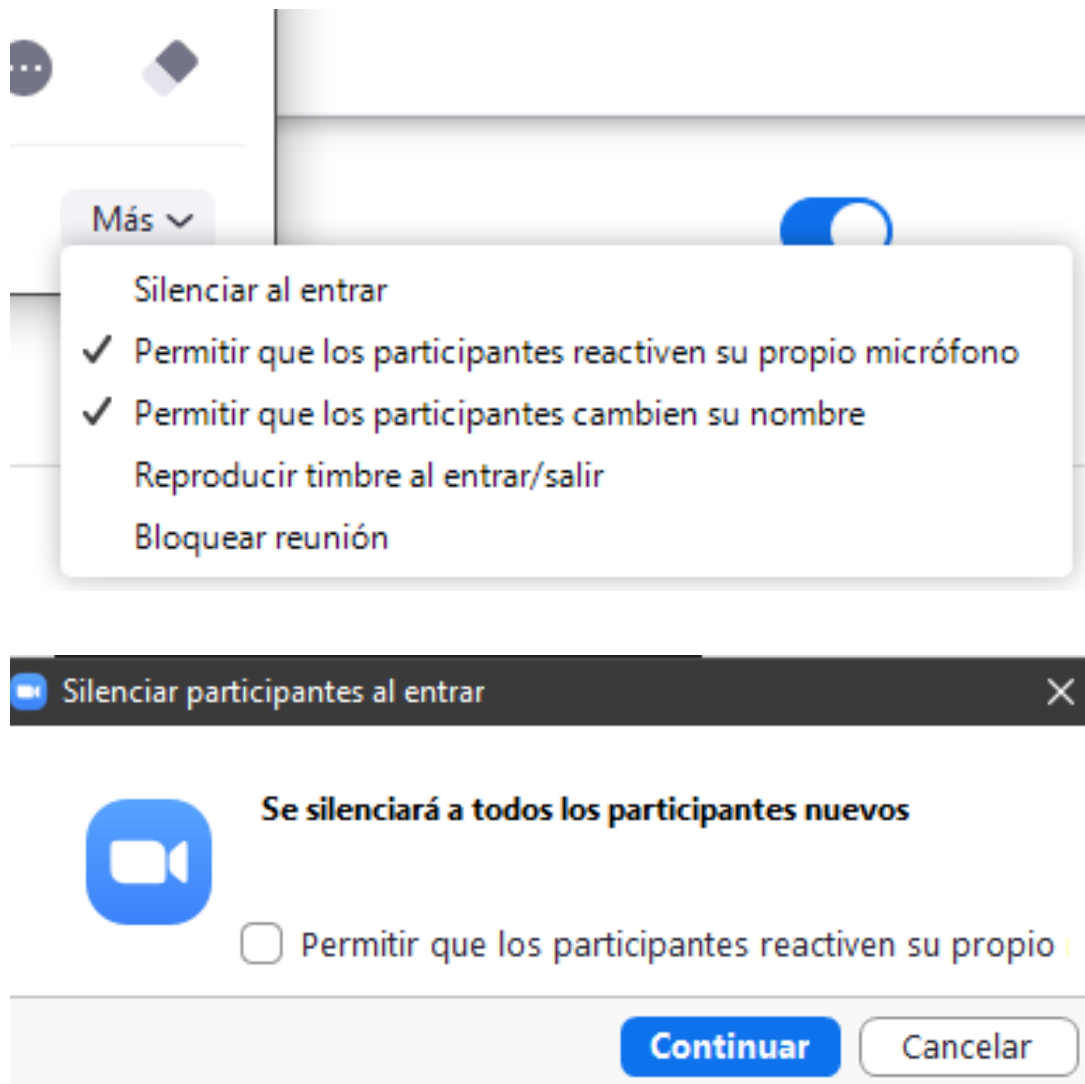 Más
Silenciar al entrar
Permitir que los participantes reactiven su propio micrófono
Permitir que los participantes cambien su nombre
Reproducir timbre al entrar/salir
Bloquear reunión
Silenciar participantes al entrar
Se silenciará a todos los participantes nuevos
Permitir que los participantes reactiven su propio
Continuar
Cancelar